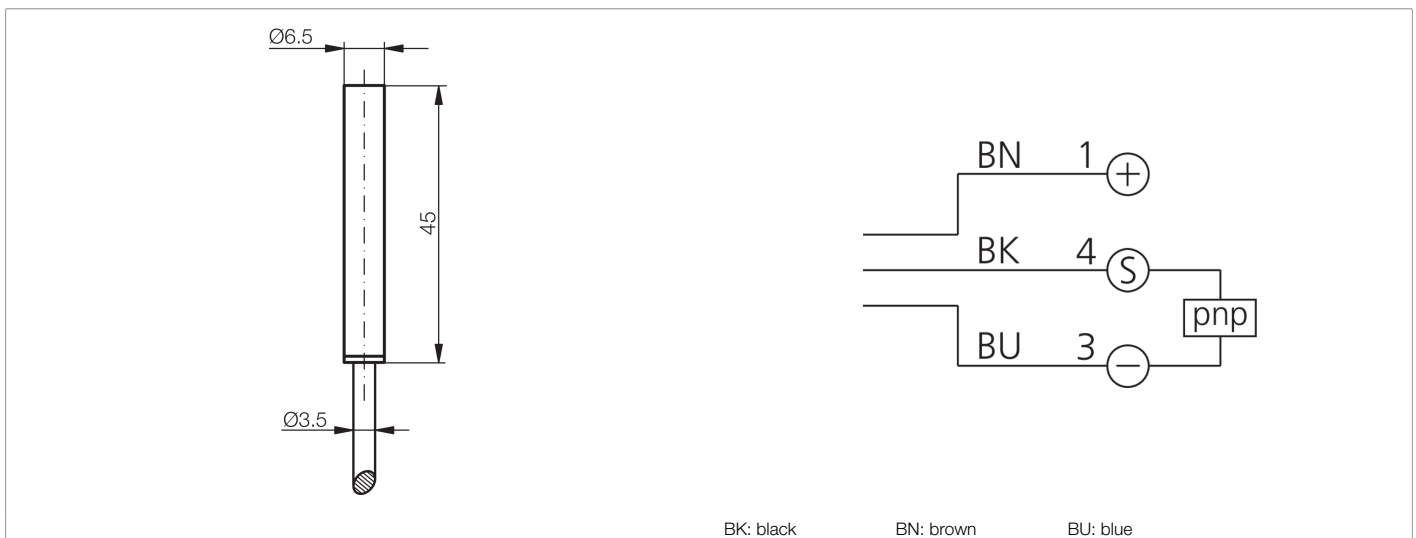 Ø6.5
45
Ø3.5
BN 1 +
BK 4 S
pnp
BU 3 −
BK: black BN: brown BU: blue